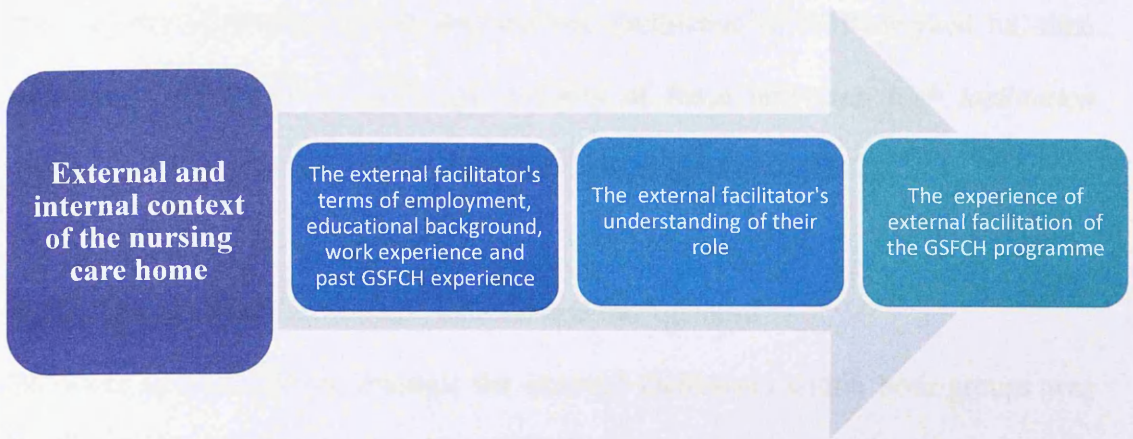 External and
internal context
of the nursing
care home
The external facilitator's
terms of employment,
educational background,
work experience and
past GSFCH experience
The external facilitator's
understanding of their
role
The experience of
external facilitation of
the GSFCH programme